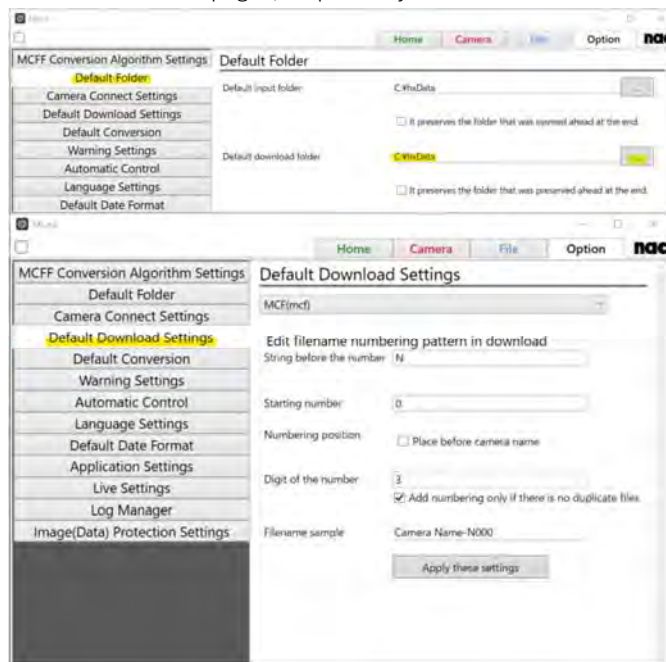 Home Camera File Option nac
MCFF Conversion Algorithm Settings Default Folder
Default Folder
Camera Connect Settings
Default Download Settings
Default Conversion
Warning Settings
Automatic Control
Language Settings
Default Date Format
Default input folder C:¥hxData ...
It preserves the folder that was opened ahead at the end.
Default download folder C:¥hxData ...
It preserves the folder that was preserved ahead at the end.
Home Camera File Option nac
MCFF Conversion Algorithm Settings
Default Folder
Camera Connect Settings
Default Download Settings
Default Conversion
Warning Settings
Automatic Control
Language Settings
Default Date Format
Application Settings
Live Settings
Log Manager
Image(Data) Protection Settings
Default Download Settings
MCF(mcf)
Edit filename numbering pattern in download
String before the number N
Starting number 0
Numbering position Place before camera name
Digit of the number 3
Add numbering only if there is no duplicate files.
Filename sample Camera Name-N000
Apply these settings